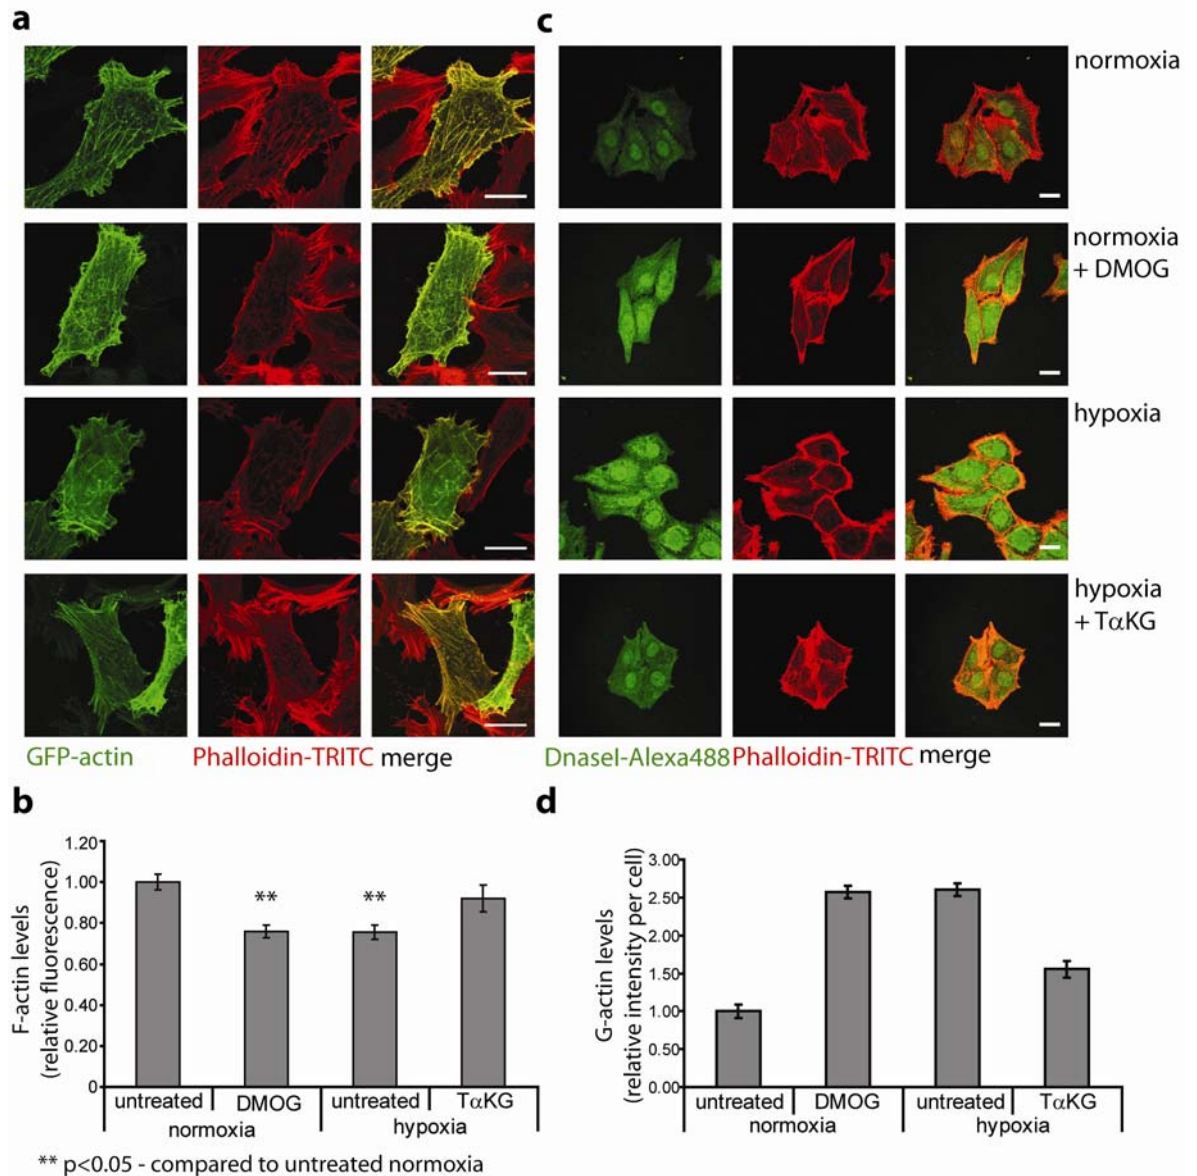 a
c
normoxia
normoxia
+ DMOG
hypoxia
hypoxia
+ TαKG
GFP-actin Phalloidin-TRITC merge
DnaseI-Alexa488 Phalloidin-TRITC merge
b
F-actin levels
(relative fluorescence)
1.20
1.00
0.80
0.60
0.40
0.20
0
**
**
untreated DMOG untreated TαKG
normoxia hypoxia
** p<0.05 - compared to untreated normoxia
d
G-actin levels
(relative intensity per cell)
3.00
2.50
2.00
1.50
1.00
0.50
0.00
untreated DMOG untreated TαKG
normoxia hypoxia